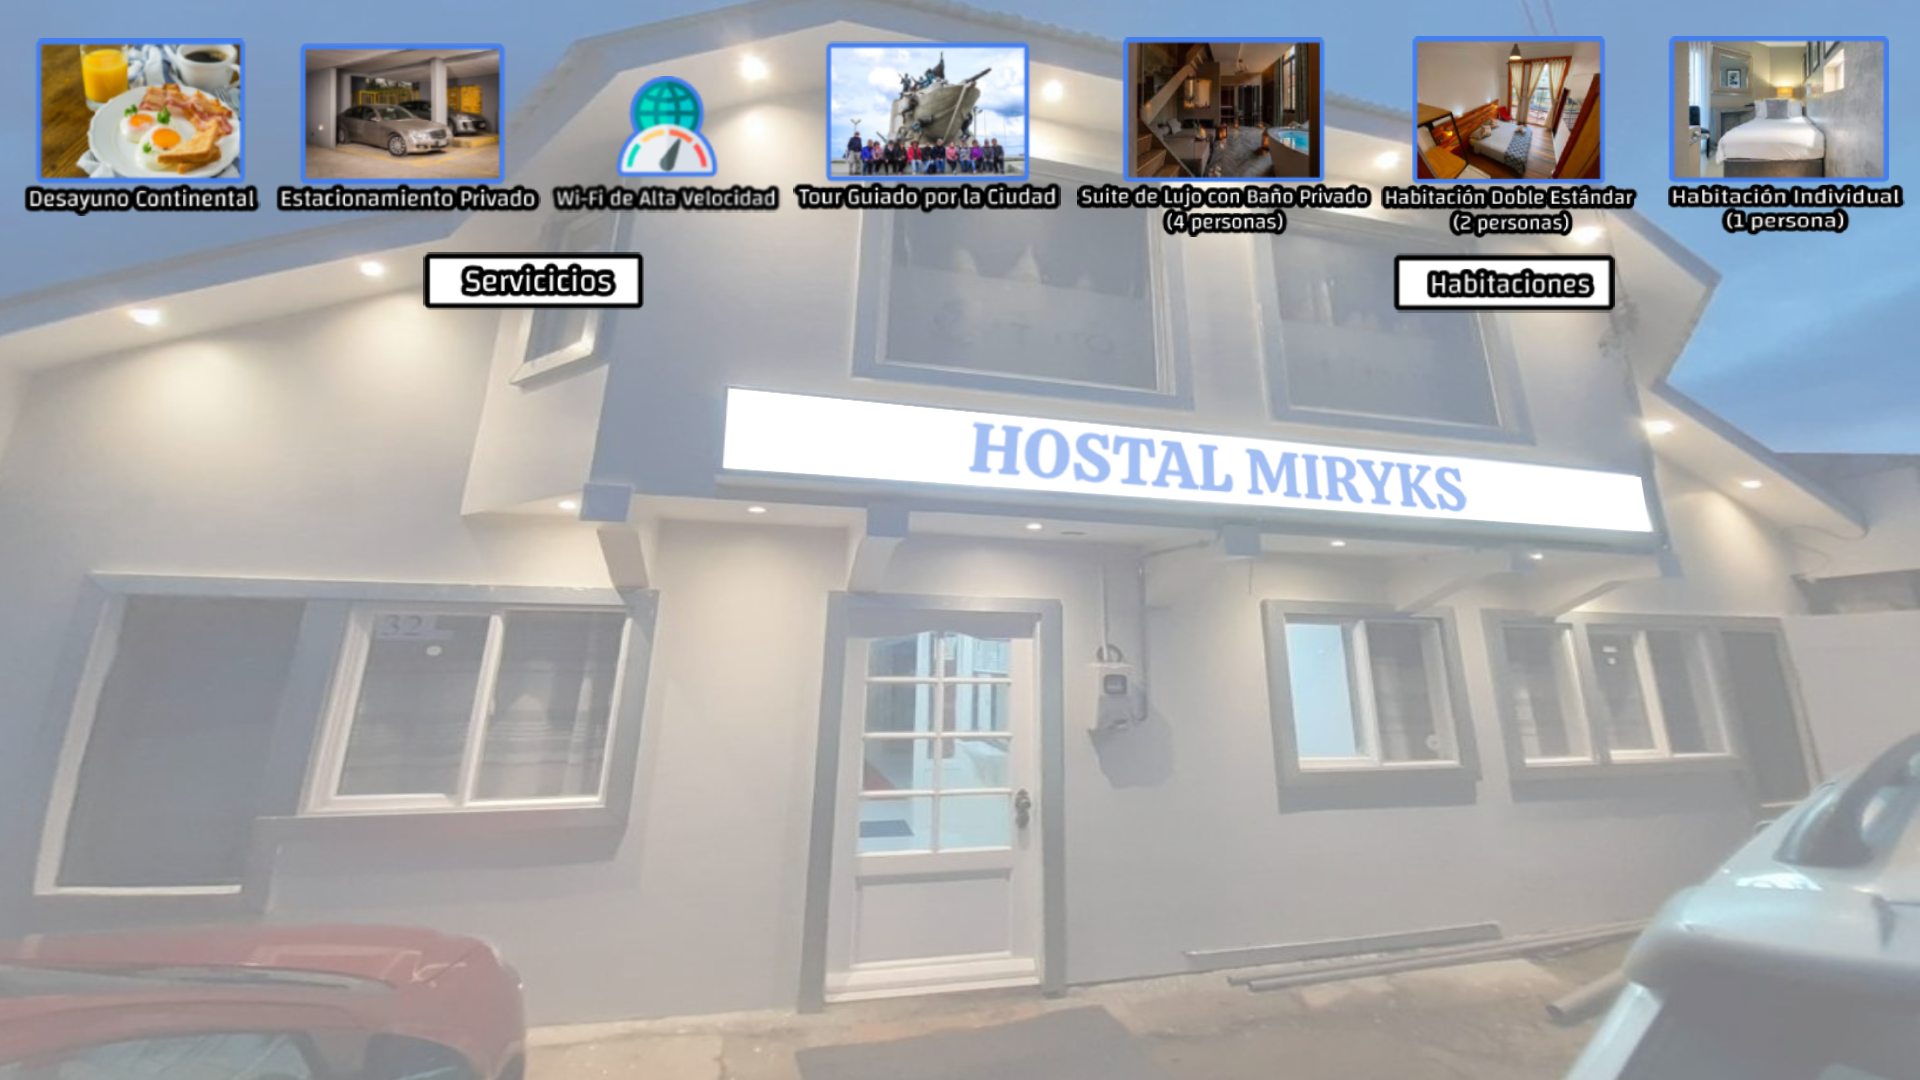 Desayuno Continental
Estacionamiento Privado
Wi-Fi de Alta Velocidad
Tour Guiado por la Ciudad
Suite de Lujo con Baño Privado
(4 personas)
Habitación Doble Estándar
(2 personas)
Habitación Individual
(1 persona)
Servicicios
Habitaciones
HOSTAL MIRYKS
32